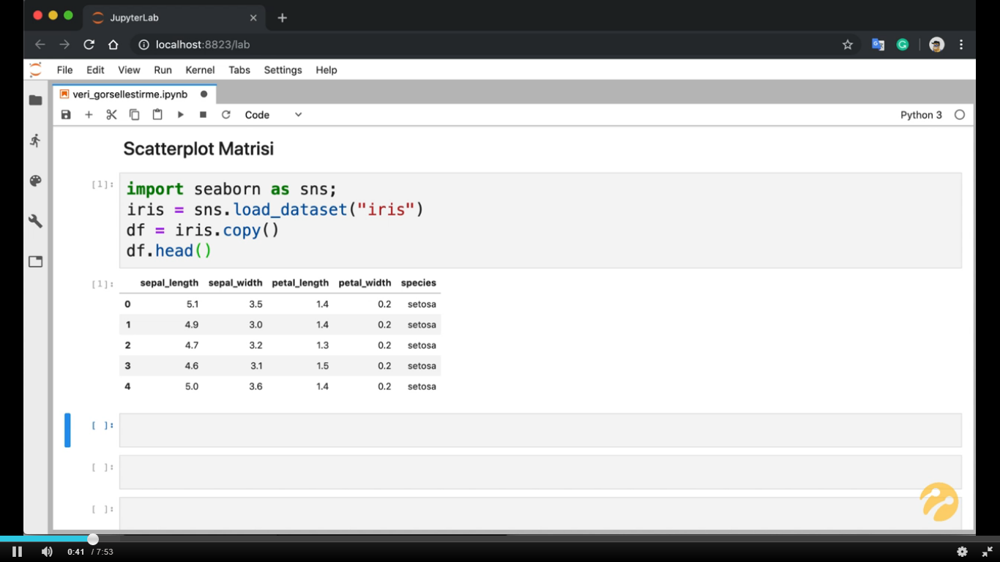 JupyterLab
localhost:8823/lab
File Edit View Run Kernel Tabs Settings Help
veri_gorsellestirme.ipynb
Code
Python 3
Scatterplot Matrisi
[1]:
import seaborn as sns;
iris = sns.load_dataset("iris")
df = iris.copy()
df.head()
[1]:
sepal_length sepal_width petal_length petal_width species
0 5.1 3.5 1.4 0.2 setosa
1 4.9 3.0 1.4 0.2 setosa
2 4.7 3.2 1.3 0.2 setosa
3 4.6 3.1 1.5 0.2 setosa
4 5.0 3.6 1.4 0.2 setosa
[ ]:
[ ]:
[ ]:
0:41 / 7:53